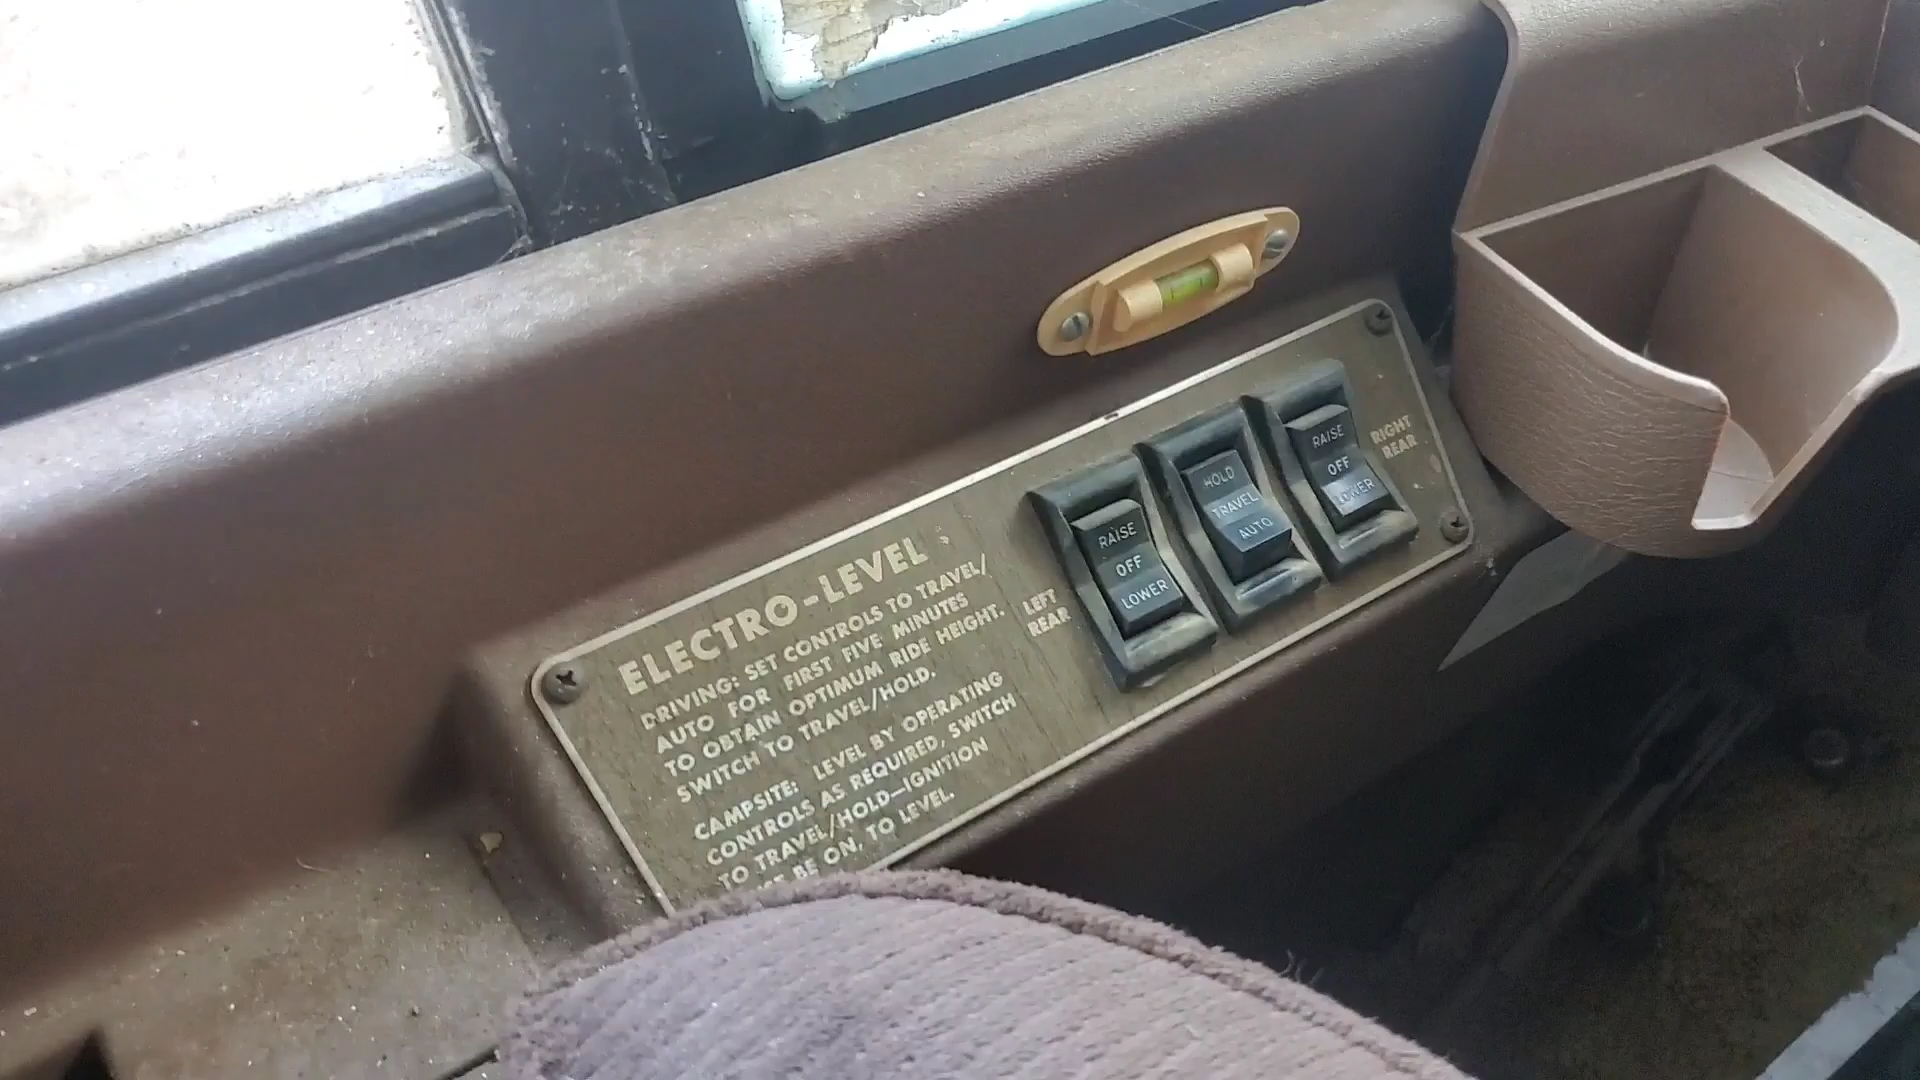 ELECTRO-LEVEL
DRIVING: SET CONTROLS TO TRAVEL/
AUTO FOR FIRST FIVE MINUTES
TO OBTAIN OPTIMUM RIDE HEIGHT.
SWITCH TO TRAVEL/HOLD.
CAMPSITE: LEVEL BY OPERATING
CONTROLS AS REQUIRED, SWITCH
TO TRAVEL/HOLD—IGNITION
BE ON, TO LEVEL.
LEFT
REAR
RAISE
OFF
LOWER
HOLD
TRAVEL
AUTO
RAISE
OFF
LOWER
RIGHT
REAR